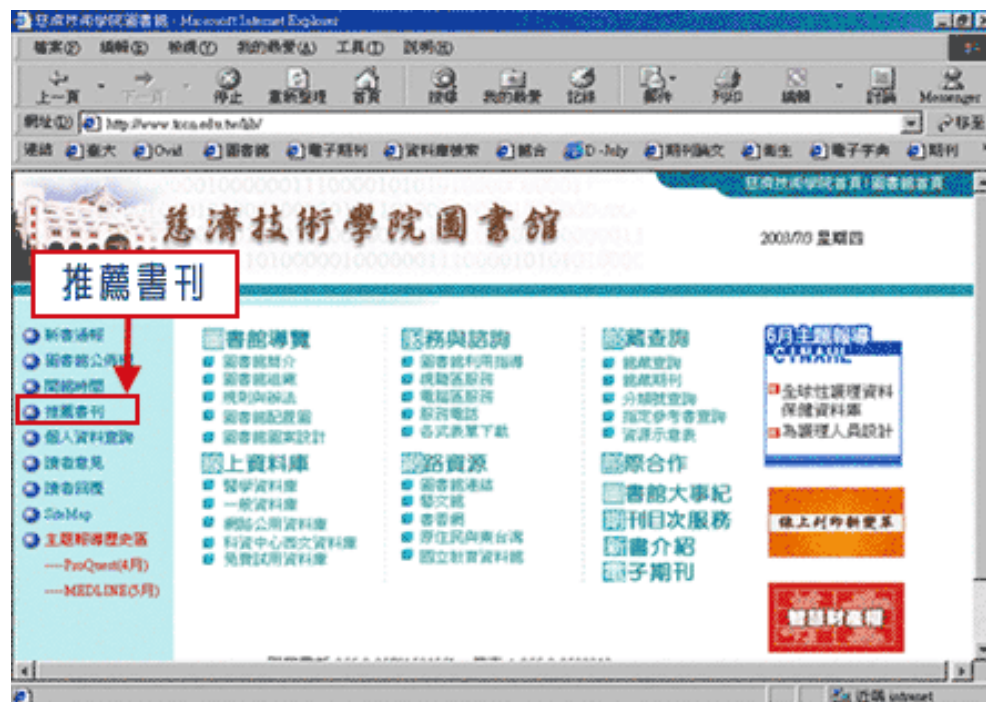 慈濟技術學院圖書館 - Microsoft Internet Explorer
檔案(F) 編輯(E) 檢視(V) 我的最愛(A) 工具(T) 說明(H)
上一頁 下一頁 停止 重新整理 首頁 搜尋 我的最愛 記錄 郵件 列印 編輯 討論 Messenger
網址(D) http://www.tccn.edu.tw/lib/ 移至
連結 臺大 Ovid 圖書館 電子期刊 資料庫檢索 館合 期刊論文 衛生 電子字典 期刊
慈濟技術學院首頁 圖書館首頁
慈濟技術學院圖書館
2003/7/3 星期四
推薦書刊
新書通報
圖書館公佈欄
開館時間
推薦書刊
個人資料查詢
讀者意見
讀者回覆
SiteMap
主題報導歷史區
----ProQuest(4月)
----MEDLINE(5月)
圖書館導覽
圖書館簡介
圖書館組織
規則與辦法
圖書館配置圖
圖書館圖案設計
服務與諮詢
圖書館利用指導
視聽區服務
電腦區服務
服務電話
各式表單下載
館藏查詢
館藏查詢
館藏期刊
分類號查詢
指定參考書查詢
資源示意表
線上資料庫
醫學資料庫
一般資料庫
網路公用資料庫
科資中心西文資料庫
免費試用資料庫
網路資源
圖書館連結
藝文館
書香網
原住民與東台灣
國立教育資料館
館際合作
圖書館大事紀
期刊目次服務
新書介紹
電子期刊
6月主題報導
CINAHL
全球性護理資料
保健資料庫
為護理人員設計
線上列印新變革
智慧財產權
近端 intranet